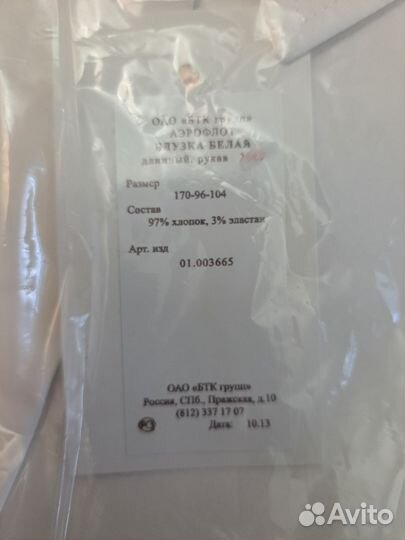 ОАО «БТК групп»
АЭРОФЛОТ
БЛУЗКА БЕЛАЯ
длинный, рукав
Размер
170-96-104
Состав
97% хлопок, 3% эластан
Арт. изд
01.003665
ОАО «БТК групп»
Россия, СПб., Пражская, д.10
(812) 337 17 07
Дата: 10.13
Avito